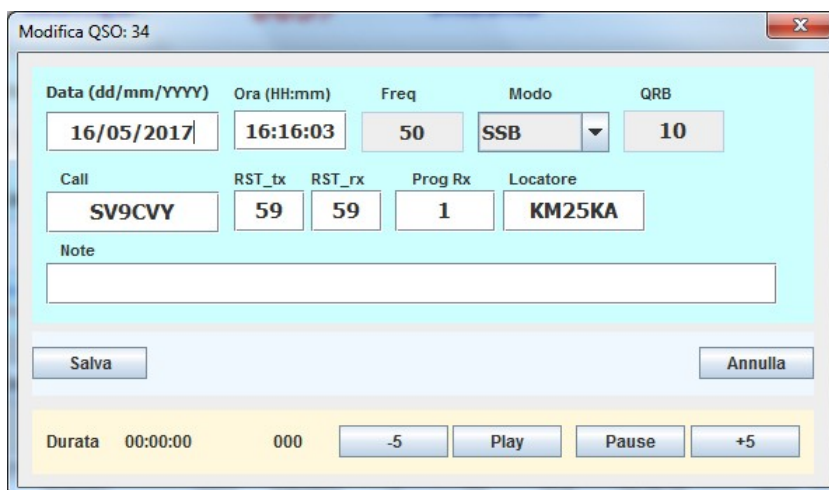 Modifica QSO: 34
Data (dd/mm/YYYY) Ora (HH:mm) Freq Modo QRB
16/05/2017 16:16:03 50 SSB 10
Call RST_tx RST_rx Prog Rx Locatore
SV9CVY 59 59 1 KM25KA
Note
Salva Annulla
Durata 00:00:00 000 -5 Play Pause +5